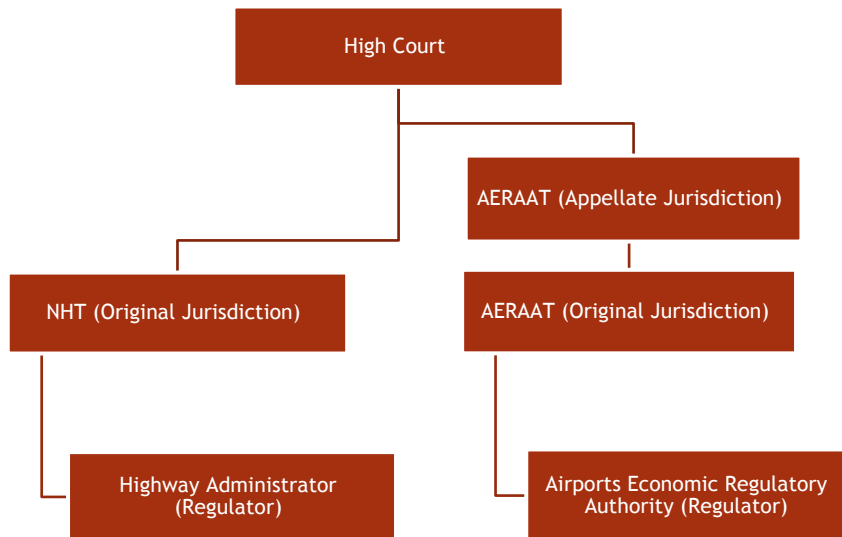 High Court
AERAAT (Appellate Jurisdiction)
NHT (Original Jurisdiction)
AERAAT (Original Jurisdiction)
Highway Administrator
(Regulator)
Airports Economic Regulatory
Authority (Regulator)